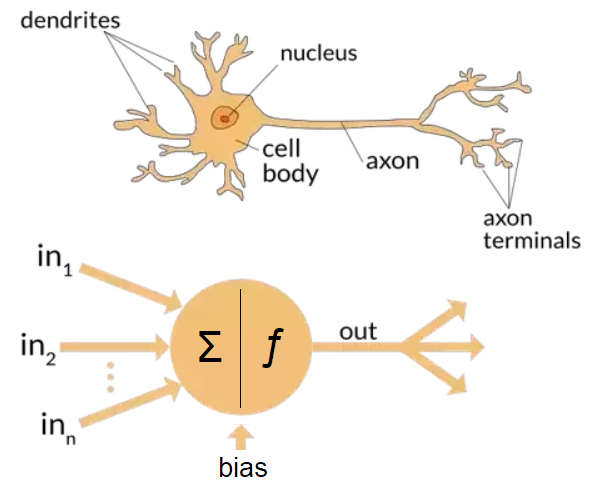 dendrites
nucleus
cell
body
axon
axon
terminals
in1
in2
inn
Σ
f
out
bias